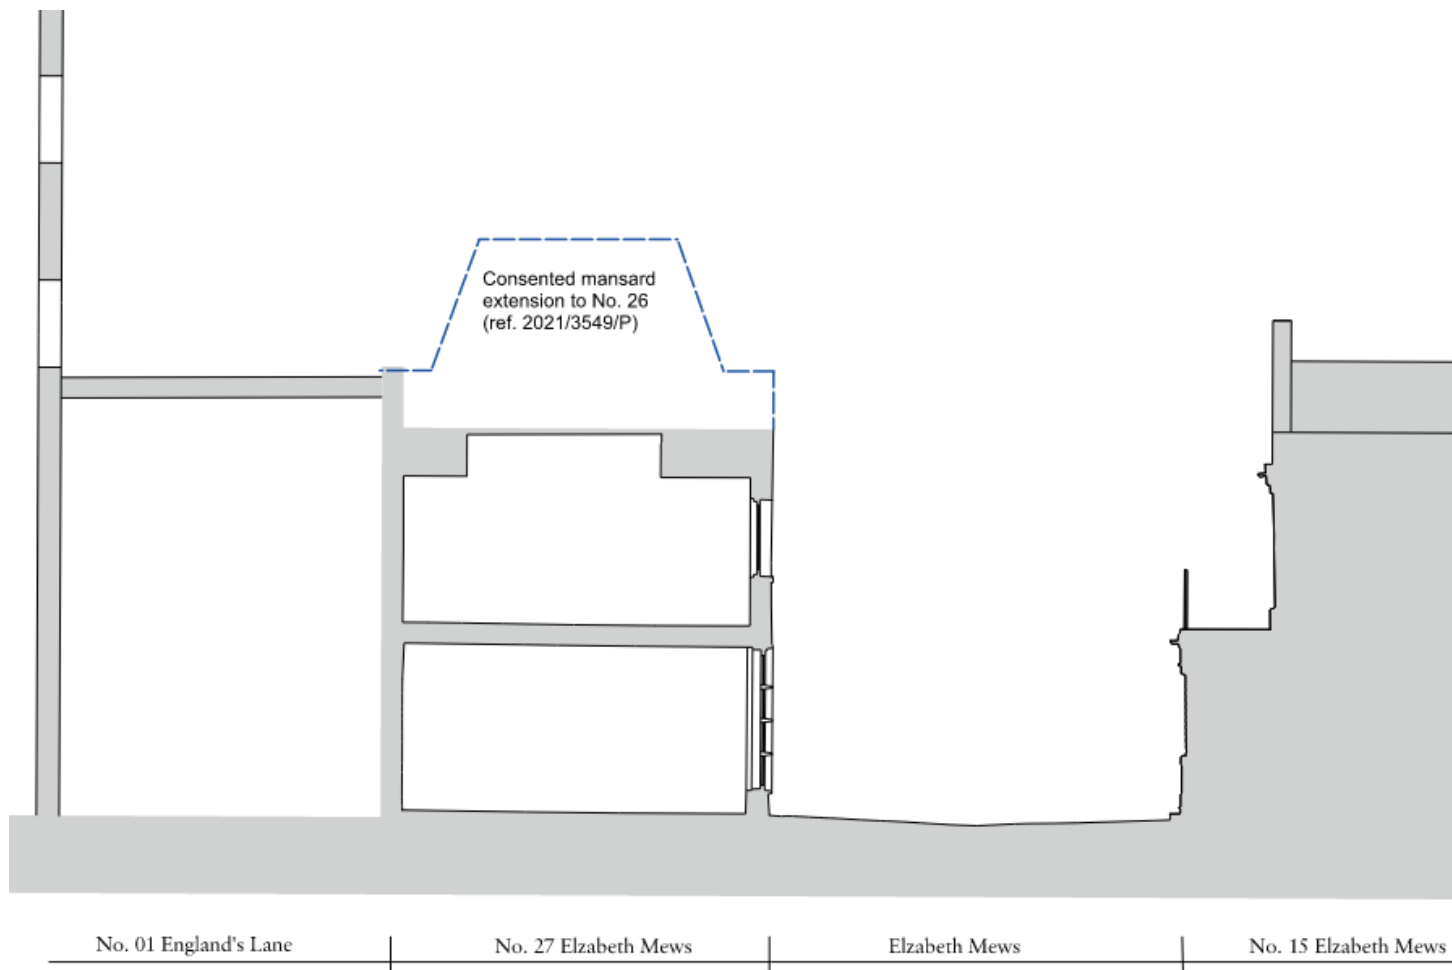 Consented mansard
extension to No. 26
(ref. 2021/3549/P)
No. 01 England's Lane
No. 27 Elzabeth Mews
Elzabeth Mews
No. 15 Elzabeth Mews